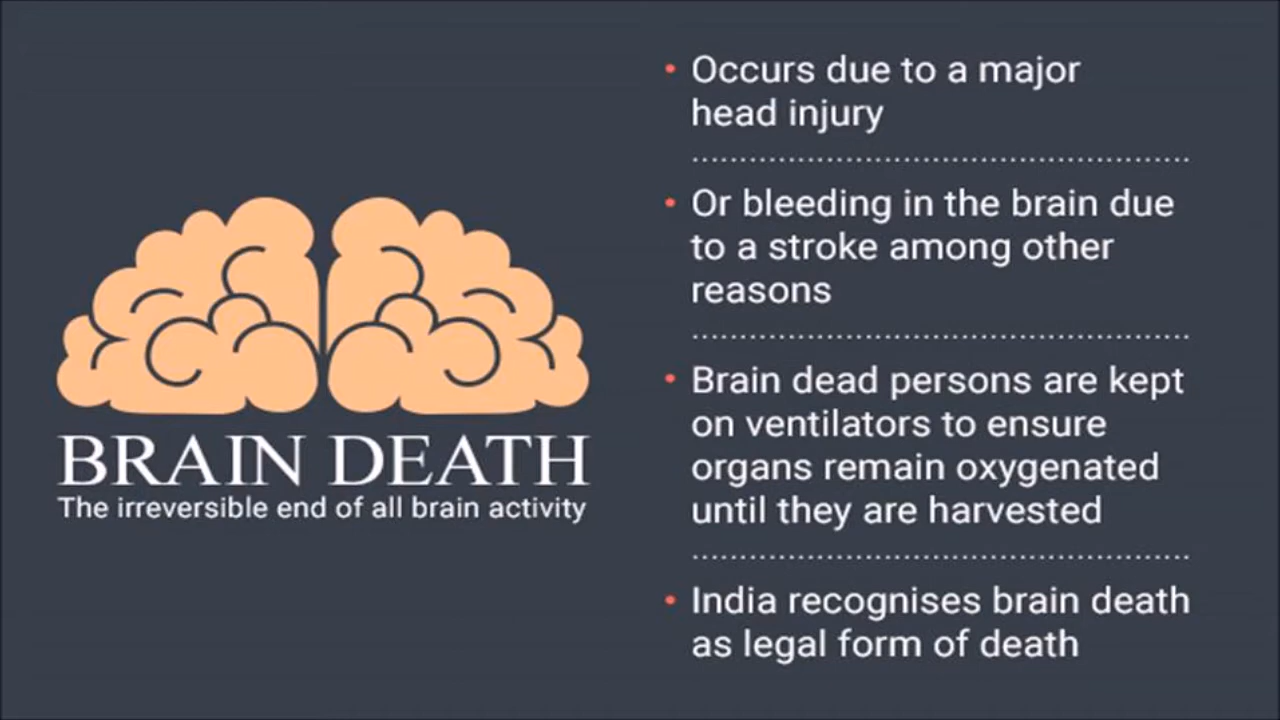 BRAIN DEATH
The irreversible end of all brain activity
• Occurs due to a major
head injury
• Or bleeding in the brain due
to a stroke among other
reasons
• Brain dead persons are kept
on ventilators to ensure
organs remain oxygenated
until they are harvested
• India recognises brain death
as legal form of death